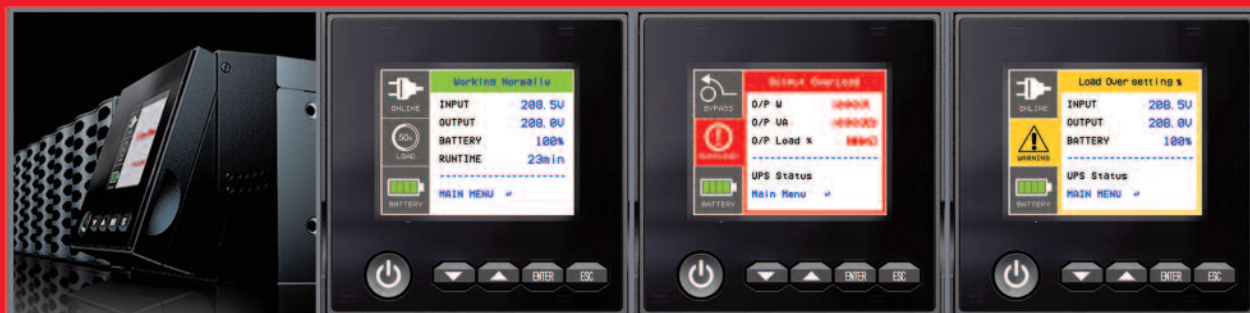 Working Normally
ONLINE
INPUT 208.5V
OUTPUT 208.0V
50%
LOAD
BATTERY 100%
RUNTIME 23min
BATTERY
MAIN MENU
ENTER ESC
Output Overload
BYPASS
O/P W
O/P VA
O/P Load %
UPS Status
BATTERY
Main Menu
ENTER ESC
Load Over setting %
ONLINE
INPUT 208.5V
OUTPUT 208.0V
BATTERY 100%
WARNING
UPS Status
BATTERY
MAIN MENU
ENTER ESC